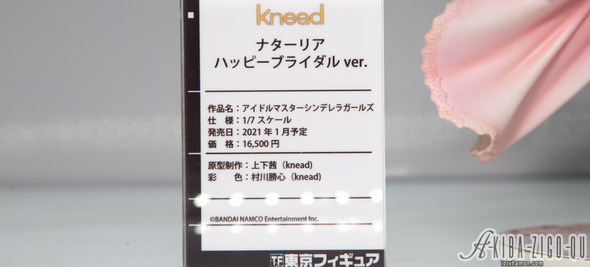 knead
ナターリア
ハッピーブライダル ver.
作品名：アイドルマスターシンデレラガールズ
仕　様：1/7 スケール
発売日：2021 年 1 月予定
価　格：16,500 円
原型制作：上下茜（knead）
彩　　色：村川勝心（knead）
©BANDAI NAMCO Entertainment Inc.
TF 東京フィギュア
AKIBA-ZIGO-QU